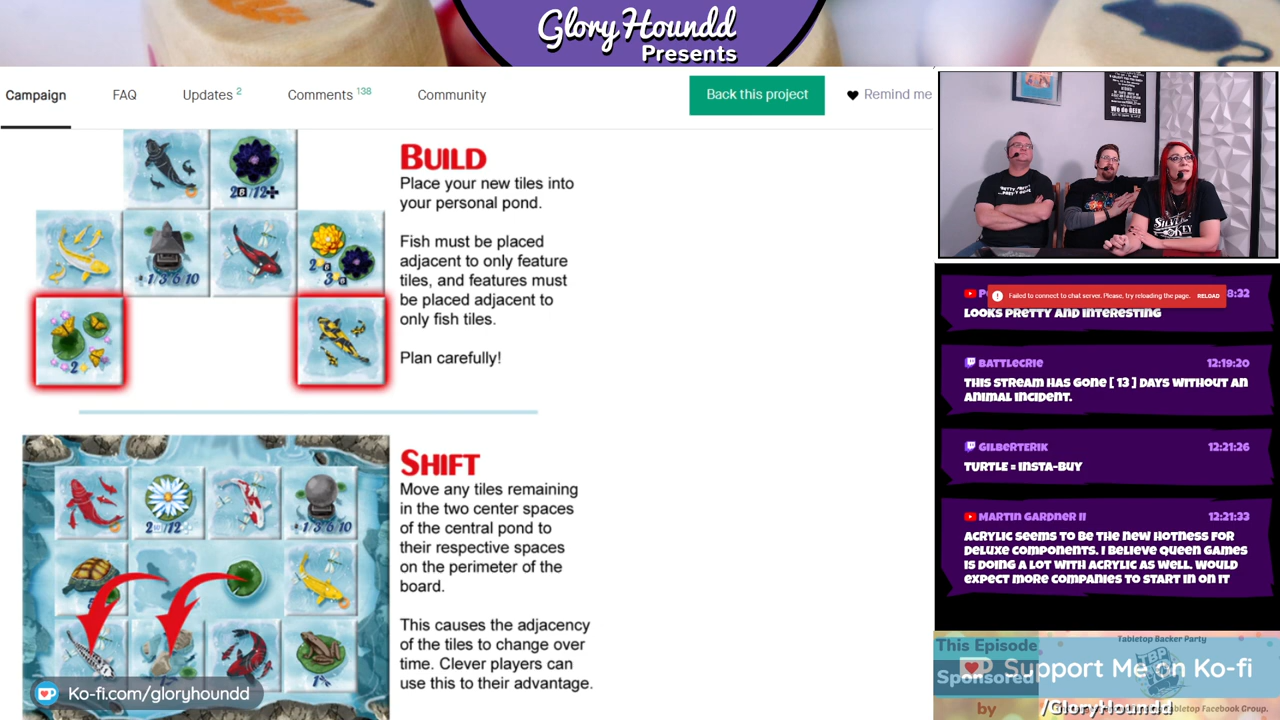 GloryHoundd
Presents
Campaign
FAQ
Updates 2
Comments 138
Community
Back this project
Remind me
BUILD
Place your new tiles into
your personal pond.
Fish must be placed
adjacent to only feature
tiles, and features must
be placed adjacent to
only fish tiles.
Plan carefully!
SHIFT
Move any tiles remaining
in the two center spaces
of the central pond to
their respective spaces
on the perimeter of the
board.
This causes the adjacency
of the tiles to change over
time. Clever players can
use this to their advantage.
Ko-fi.com/gloryhoundd
SILVER
KEY
Failed to connect to chat server. Please, try reloading the page. RELOAD
LOOKS PRETTY AND INTERESTING
BATTLECRIE 12:19:20
THIS STREAM HAS GONE [ 13 ] DAYS WITHOUT AN
ANIMAL INCIDENT.
GILBERTERIK 12:21:26
TURTLE = INSTA-BUY
MARTIN GARDNER II 12:21:33
ACRYLIC SEEMS TO BE THE NEW HOTNESS FOR
DELUXE COMPONENTS. I BELIEVE QUEEN GAMES
IS DOING A LOT WITH ACRYLIC AS WELL. WOULD
EXPECT MORE COMPANIES TO START IN ON IT
Tabletop Backer Party
This Episode
Sponsored
by
Support Me on Ko-fi
/GloryHoundd
Tabletop Facebook Group.